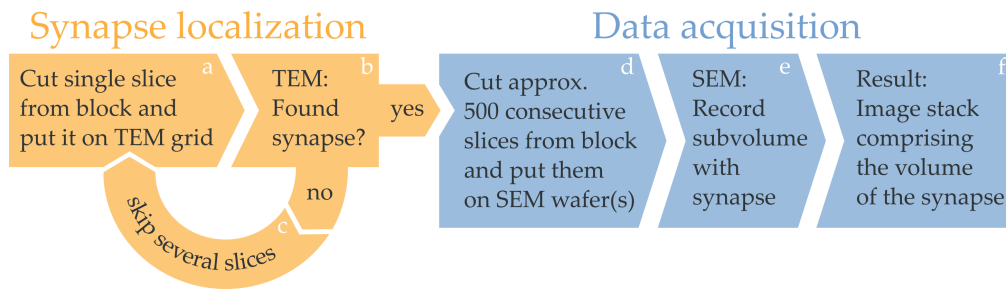 Synapse localization
Data acquisition
a
Cut single slice
from block and
put it on TEM grid
b
TEM:
Found
synapse?
yes
no
c
skip several slices
d
Cut approx.
500 consecutive
slices from block
and put them
on SEM wafer(s)
e
SEM:
Record
subvolume
with
synapse
f
Result:
Image stack
comprising
the volume
of the synapse